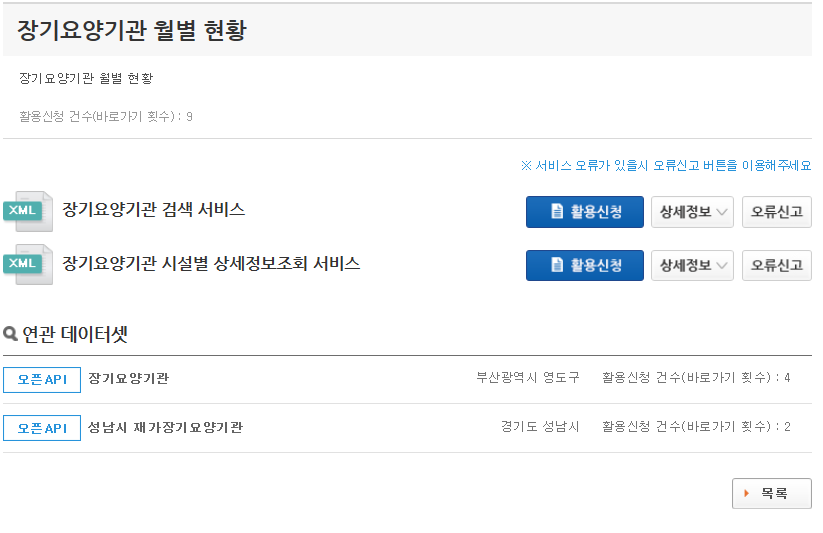 장기요양기관 월별 현황
장기요양기관 월별 현황
활용신청 건수(바로가기 횟수) : 9
※ 서비스 오류가 있을시 오류신고 버튼을 이용해주세요
XML 장기요양기관 검색 서비스 활용신청 상세정보 오류신고
XML 장기요양기관 시설별 상세정보조회 서비스 활용신청 상세정보 오류신고
연관 데이터셋
오픈API 장기요양기관 부산광역시 영도구 활용신청 건수(바로가기 횟수) : 4
오픈API 성남시 재가장기요양기관 경기도 성남시 활용신청 건수(바로가기 횟수) : 2
목록